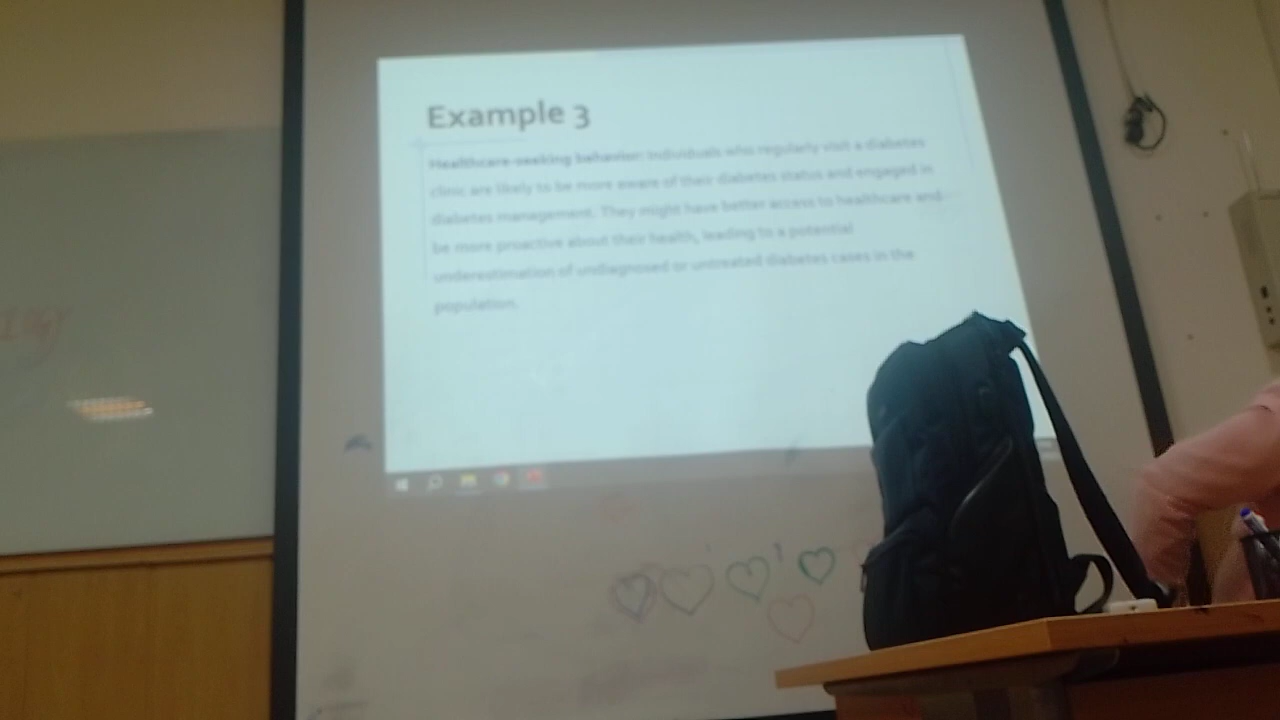 Example 3
Healthcare-seeking behavior: Individuals who regularly visit a diabetes
clinic are likely to be more aware of their diabetes status and engaged in
diabetes management. They might have better access to healthcare and
be more proactive about their health, leading to a potential
underestimation of undiagnosed or untreated diabetes cases in the
population.